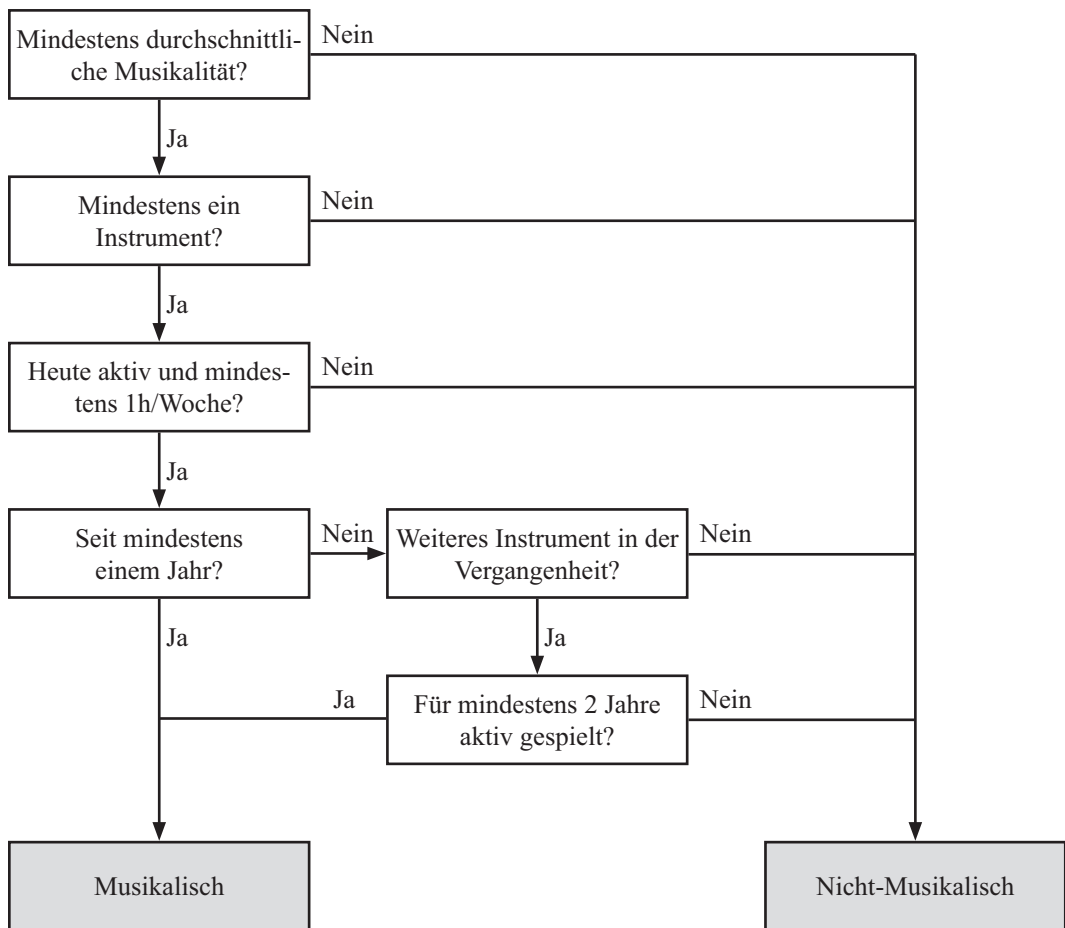 Mindestens durchschnittli-
che Musikalität?
Nein
Ja
Mindestens ein
Instrument?
Nein
Ja
Heute aktiv und mindes-
tens 1h/Woche?
Nein
Ja
Seit mindestens
einem Jahr?
Nein
Weiteres Instrument in der
Vergangenheit?
Nein
Ja
Ja
Ja
Für mindestens 2 Jahre
aktiv gespielt?
Nein
Musikalisch
Nicht-Musikalisch